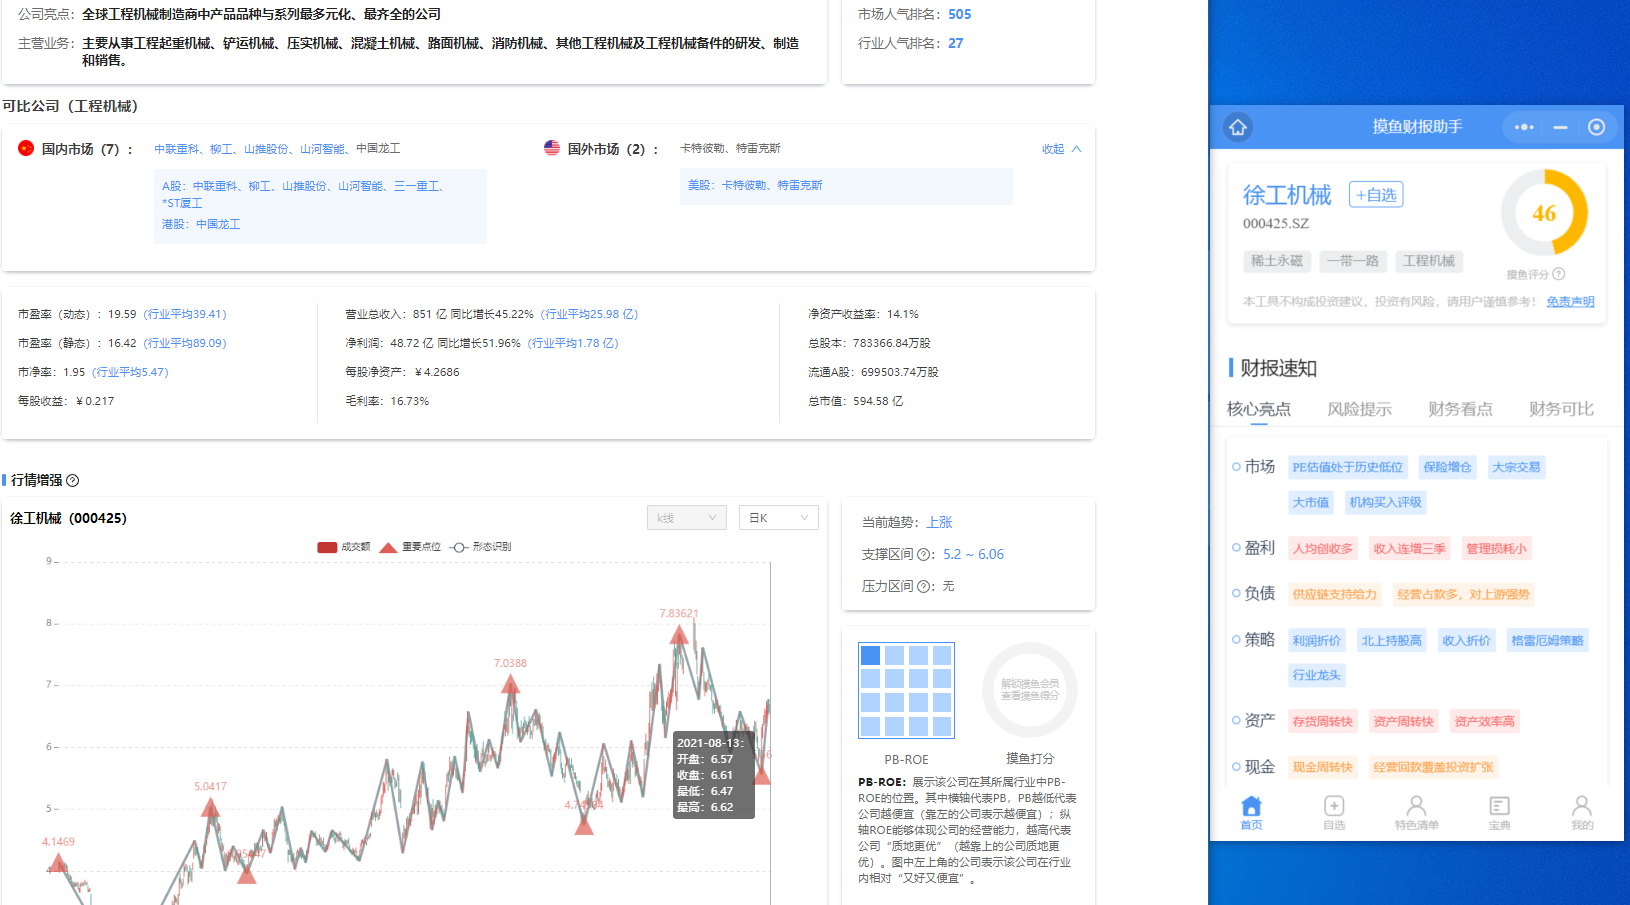 公司亮点：全球工程机械制造商中产品品种与系列最多元化、最齐全的公司
主营业务：主要从事工程起重机械、铲运机械、压实机械、混凝土机械、路面机械、消防机械、其他工程机械及工程机械备件的研发、制造
和销售。
市场人气排名：505
行业人气排名：27
可比公司（工程机械）
国内市场（7）：
中联重科、柳工、山推股份、山河智能、中国龙工
A股：中联重科、柳工、山推股份、山河智能、三一重工、
*ST厦工
港股：中国龙工
国外市场（2）：
卡特彼勒、特雷克斯
收起
美股：卡特彼勒、特雷克斯
市盈率（动态）：19.59（行业平均39.41）
市盈率（静态）：16.42（行业平均89.09）
市净率：1.95（行业平均5.47）
每股收益：￥0.217
营业总收入：851 亿 同比增长45.22%（行业平均25.98 亿）
净利润：48.72 亿 同比增长51.96%（行业平均1.78 亿）
每股净资产：￥4.2686
毛利率：16.73%
净资产收益率：14.1%
总股本：783366.84万股
流通A股：699503.74万股
总市值：594.58 亿
行情增强 ?
徐工机械（000425）
k线
日K
成交额 重要点位 形态识别
9
8
7
6
5
7.83621
7.0388
5.0417
4.1469
2021-08-13:
开盘：6.57
收盘：6.61
最低：6.47
最高：6.62
当前趋势：上涨
支撑区间 ?：5.2 ~ 6.06
压力区间 ?：无
解锁摸鱼会员
查看摸鱼得分
PB-ROE
摸鱼打分
PB-ROE：展示该公司在其所属行业中PB-
ROE的位置。其中横轴代表PB，PB越低代表
公司越便宜（靠左的公司表示越便宜）；纵
轴ROE能够体现公司的经营能力，越高代表
公司“质地更优”（越靠上的公司质地更
优）。图中左上角的公司表示该公司在行业
内相对“又好又便宜”。
摸鱼财报助手
徐工机械 +自选
000425.SZ
稀土永磁 一带一路 工程机械
46
摸鱼评分 ?
本工具不构成投资建议，投资有风险，请用户谨慎参考！ 免责声明
财报速知
核心亮点 风险提示 财务看点 财务可比
市场 PE估值处于历史低位 保险增仓 大宗交易
大市值 机构买入评级
盈利 人均创收多 收入连增三季 管理损耗小
负债 供应链支持给力 经营占款多，对上游强势
策略 利润折价 北上持股高 收入折价 格雷厄姆策略
行业龙头
资产 存货周转快 资产周转快 资产效率高
现金 现金周转快 经营回款覆盖投资扩张
首页 自选 特色清单 宝典 我的